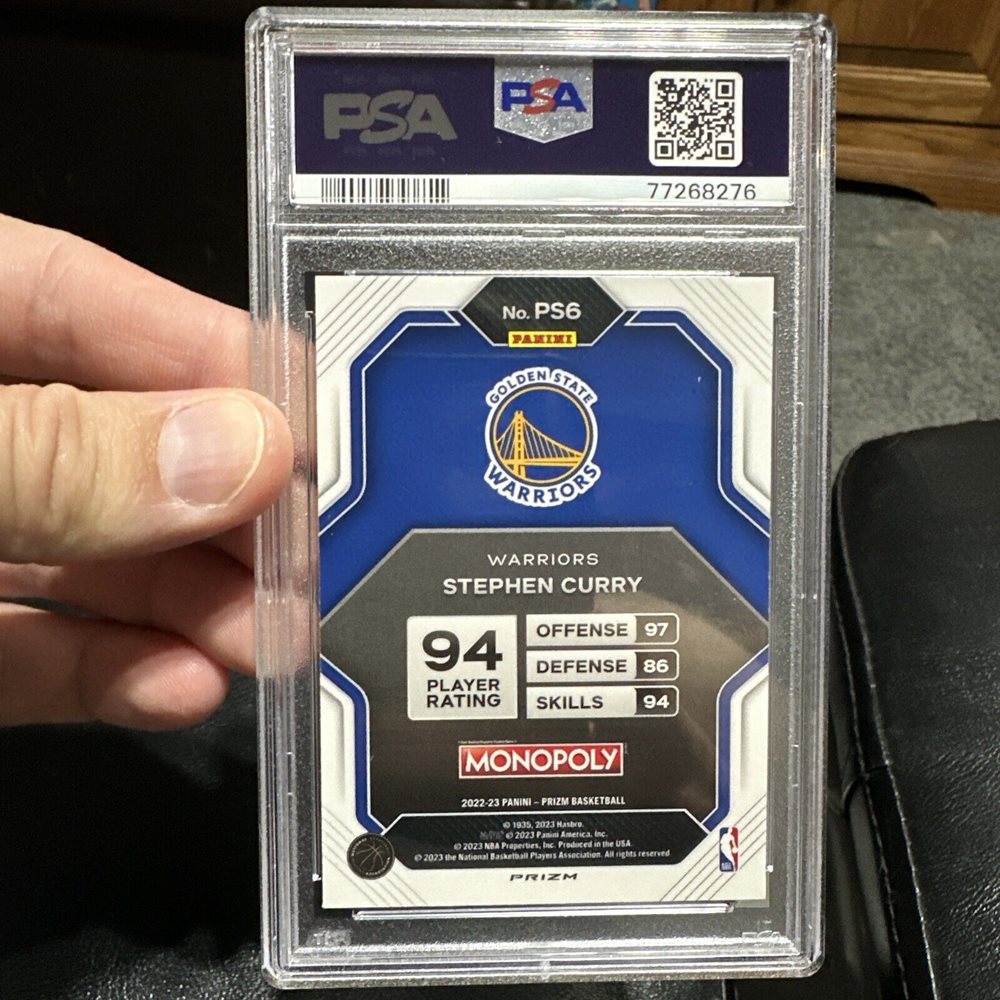 PSA
PSA
77268276
No. PS6
PANINI
GOLDEN STATE
WARRIORS
WARRIORS
STEPHEN CURRY
94
PLAYER
RATING
OFFENSE 97
DEFENSE 86
SKILLS 94
MONOPOLY
2022-23 PANINI – PRIZM BASKETBALL
© 1935, 2023 Hasbro.
© 2023 Panini America, Inc.
© 2023 NBA Properties, Inc. Produced in the USA.
© 2023 the National Basketball Players Association. All rights reserved
PRIZM